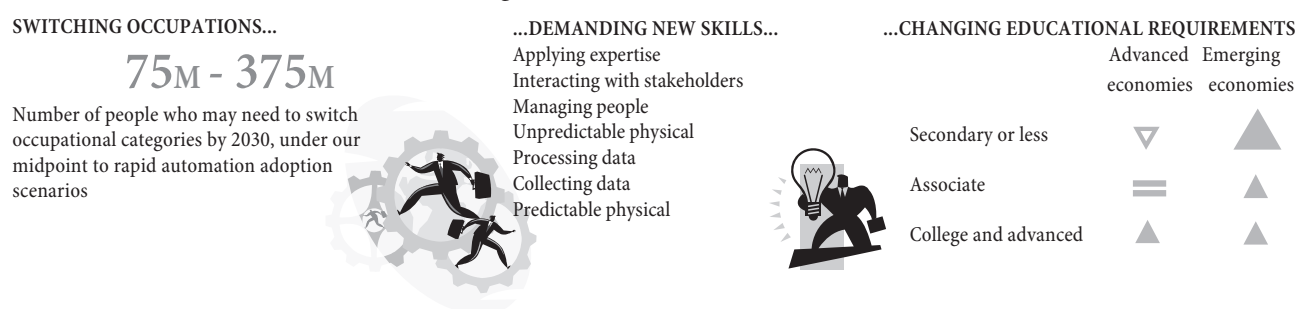 SWITCHING OCCUPATIONS...
75M - 375M
Number of people who may need to switch
occupational categories by 2030, under our
midpoint to rapid automation adoption
scenarios
...DEMANDING NEW SKILLS...
Applying expertise
Interacting with stakeholders
Managing people
Unpredictable physical
Processing data
Collecting data
Predictable physical
...CHANGING EDUCATIONAL REQUIREMENTS
Advanced Emerging
economies economies
Secondary or less
Associate
College and advanced